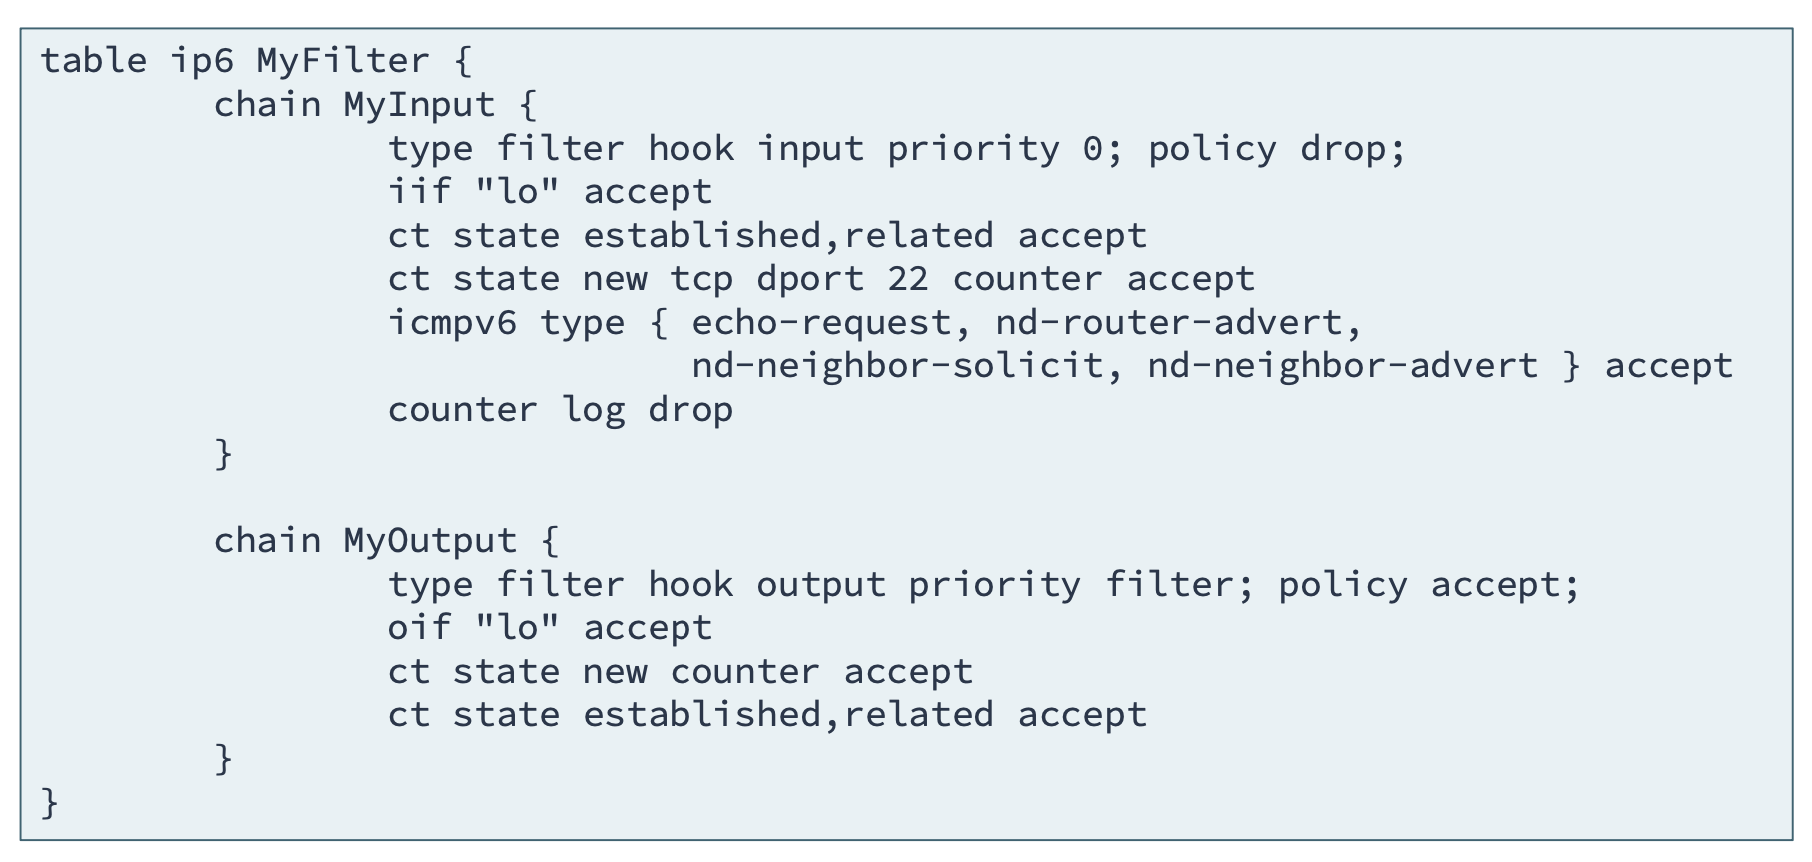 table ip6 MyFilter {
        chain MyInput {
                type filter hook input priority 0; policy drop;
                iif "lo" accept
                ct state established,related accept
                ct state new tcp dport 22 counter accept
                icmpv6 type { echo-request, nd-router-advert,
                              nd-neighbor-solicit, nd-neighbor-advert } accept
                counter log drop
        }

        chain MyOutput {
                type filter hook output priority filter; policy accept;
                oif "lo" accept
                ct state new counter accept
                ct state established,related accept
        }
}